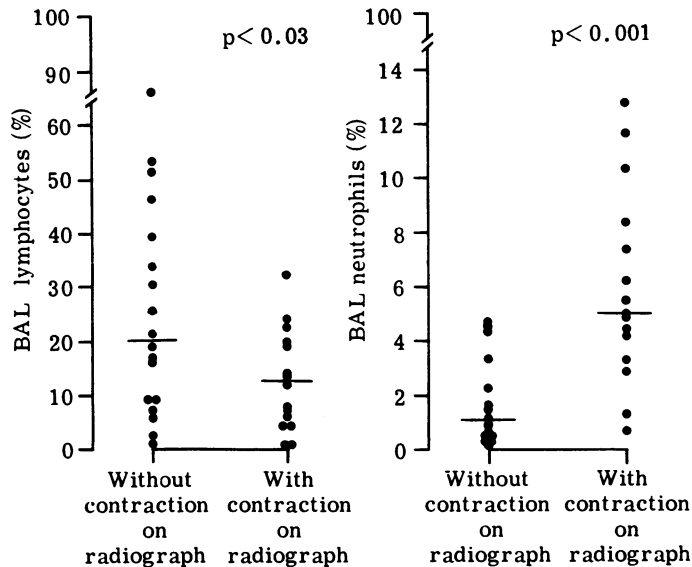 100
90
60
50
40
30
20
10
0
BAL lymphocytes (%)
p< 0.03
Without
contraction
on
radiograph
With
contraction
on
radiograph
100
14
12
10
8
6
4
2
0
BAL neutrophils (%)
p< 0.001
Without
contraction
on
radiograph
With
contraction
on
radiograph